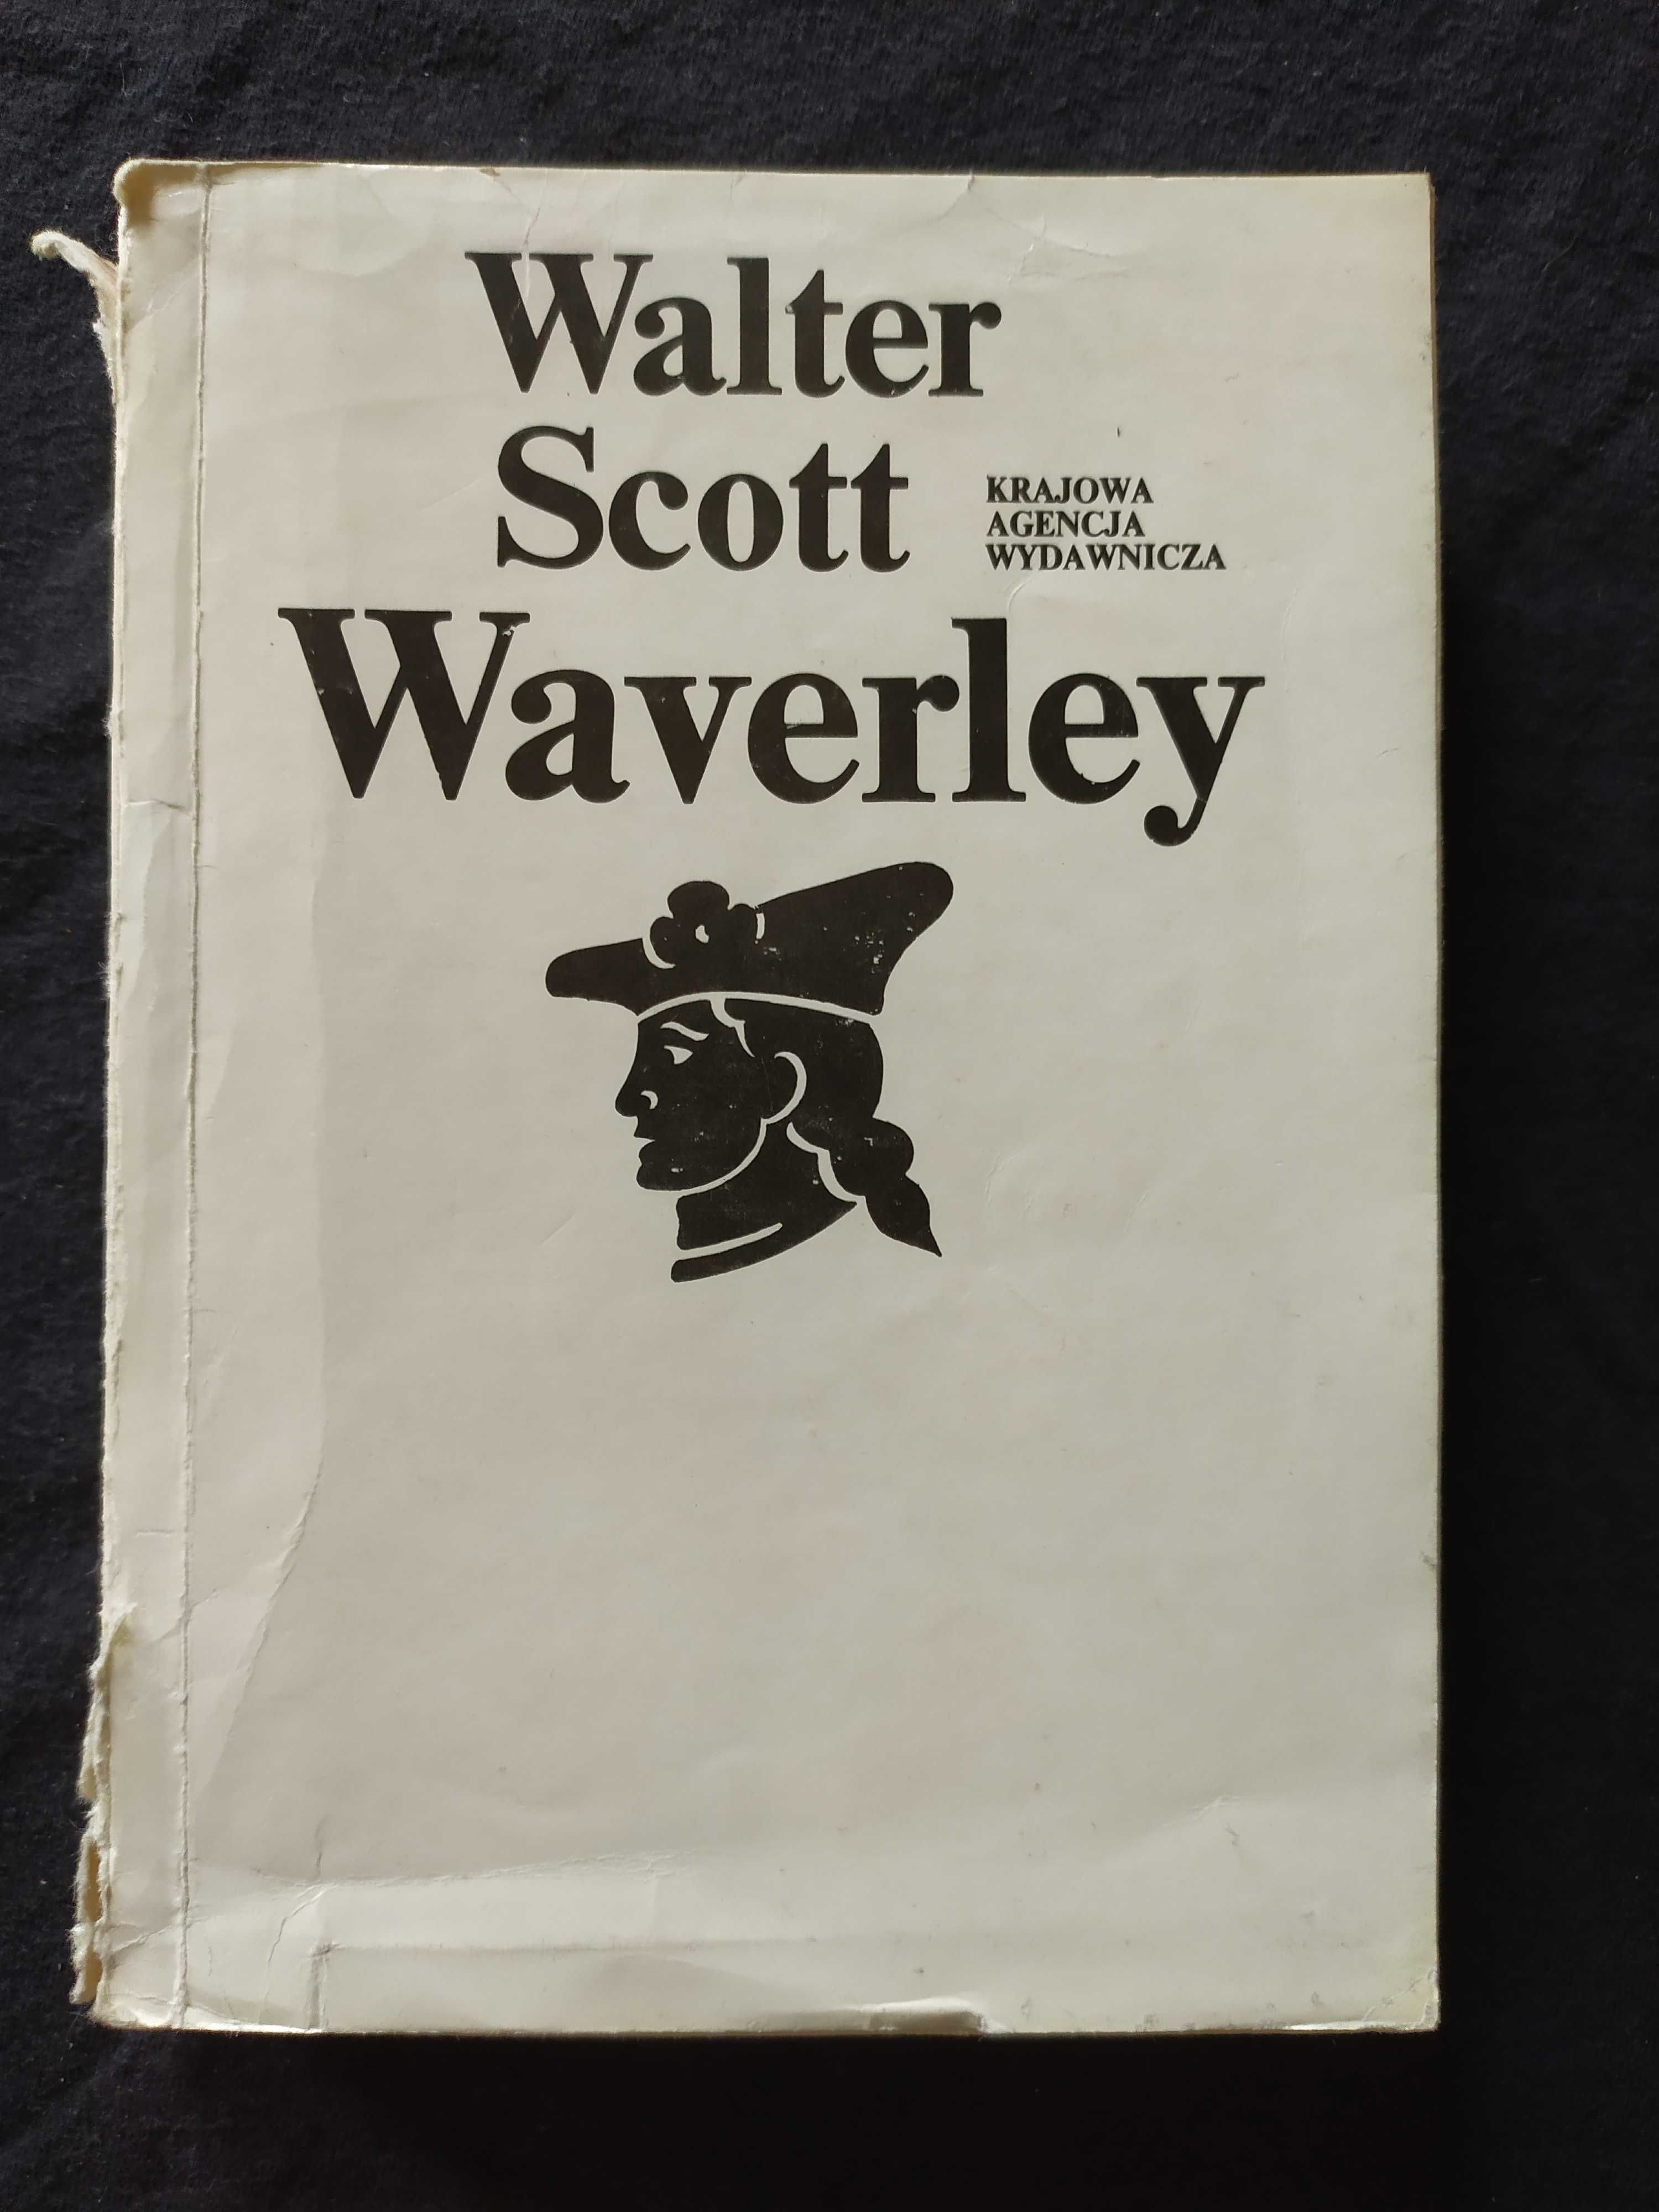 Walter
Scott
KRAJOWA
AGENCJA
WYDAWNICZA
Waverley